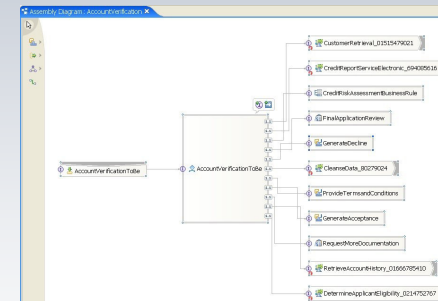 Assembly Diagram: AccountVerification
CustomerRetrieval_01515479021
CreditReportServiceElectronic_694085616
CreditRiskAssessmentBusinessRule
FinalApplicationReview
GenerateDecline
AccountVerificationToBe
AccountVerificationToBe
CleanseData_80279024
ProvideTermsandConditions
GenerateAcceptance
RequestMoreDocumentation
RetrieveAccountHistory_01666785410
DetermineApplicantEligibility_0214752767